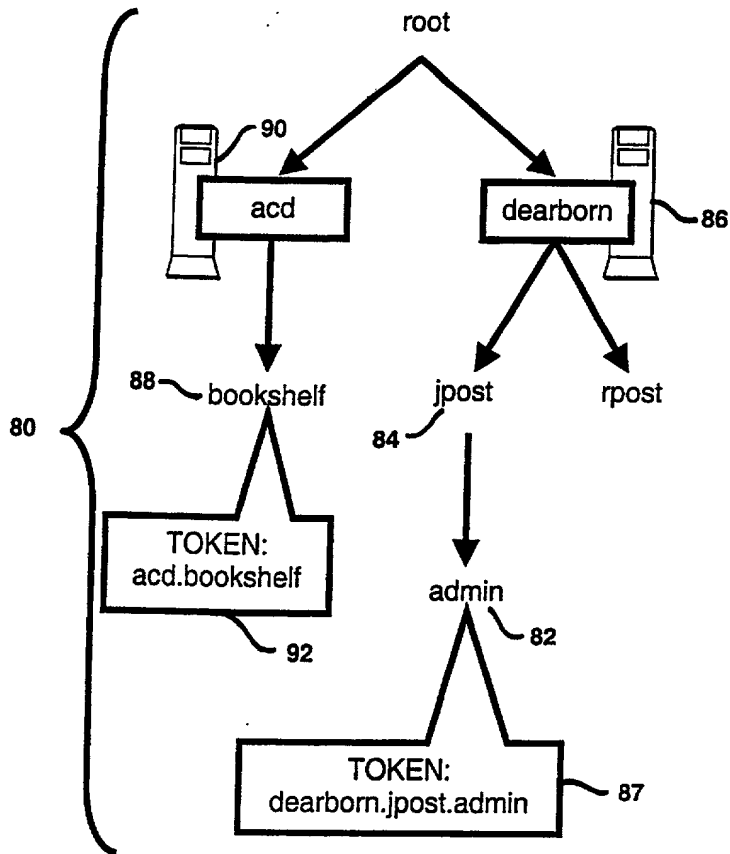 root
90
acd
dearborn
86
88
bookshelf
jpost
rpost
80
84
TOKEN:
acd.bookshelf
admin
92
82
TOKEN:
dearborn.jpost.admin
87